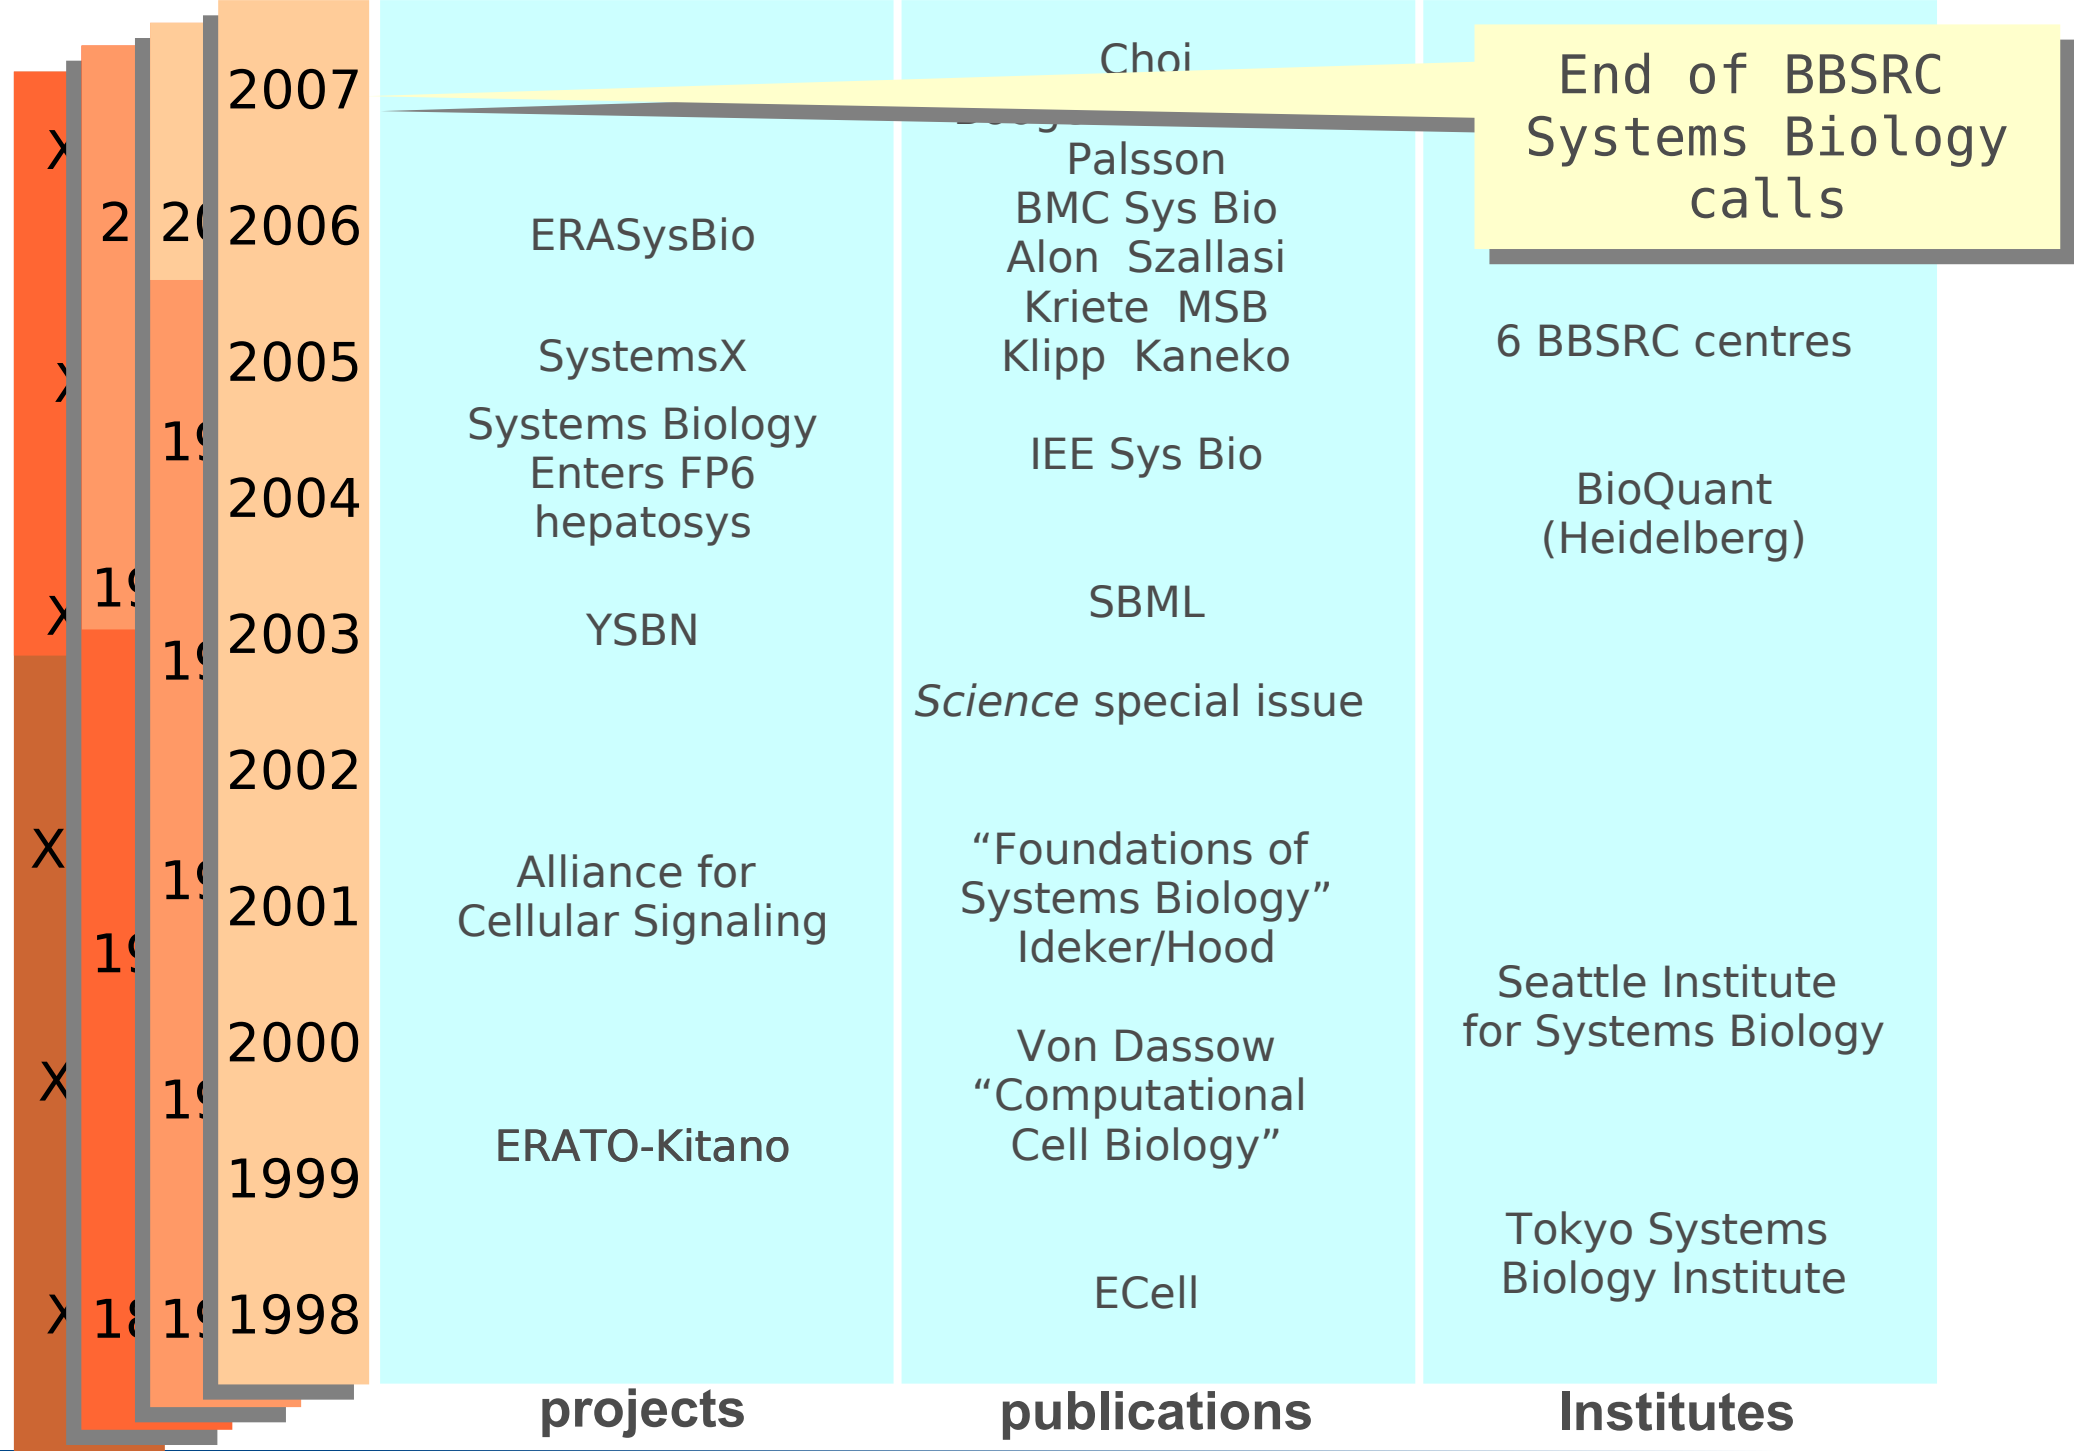 2007
2006
2005
2004
2003
2002
2001
2000
1999
1998
ERASysBio
SystemsX
Systems Biology
Enters FP6
hepatosys
YSBN
Alliance for
Cellular Signaling
ERATO-Kitano
projects
Choi
Palsson
BMC Sys Bio
Alon  Szallasi
Kriete  MSB
Klipp  Kaneko
IEE Sys Bio
SBML
Science special issue
“Foundations of
Systems Biology”
Ideker/Hood
Von Dassow
“Computational
Cell Biology”
ECell
publications
End of BBSRC
Systems Biology
calls
6 BBSRC centres
BioQuant
(Heidelberg)
Seattle Institute
for Systems Biology
Tokyo Systems
Biology Institute
Institutes